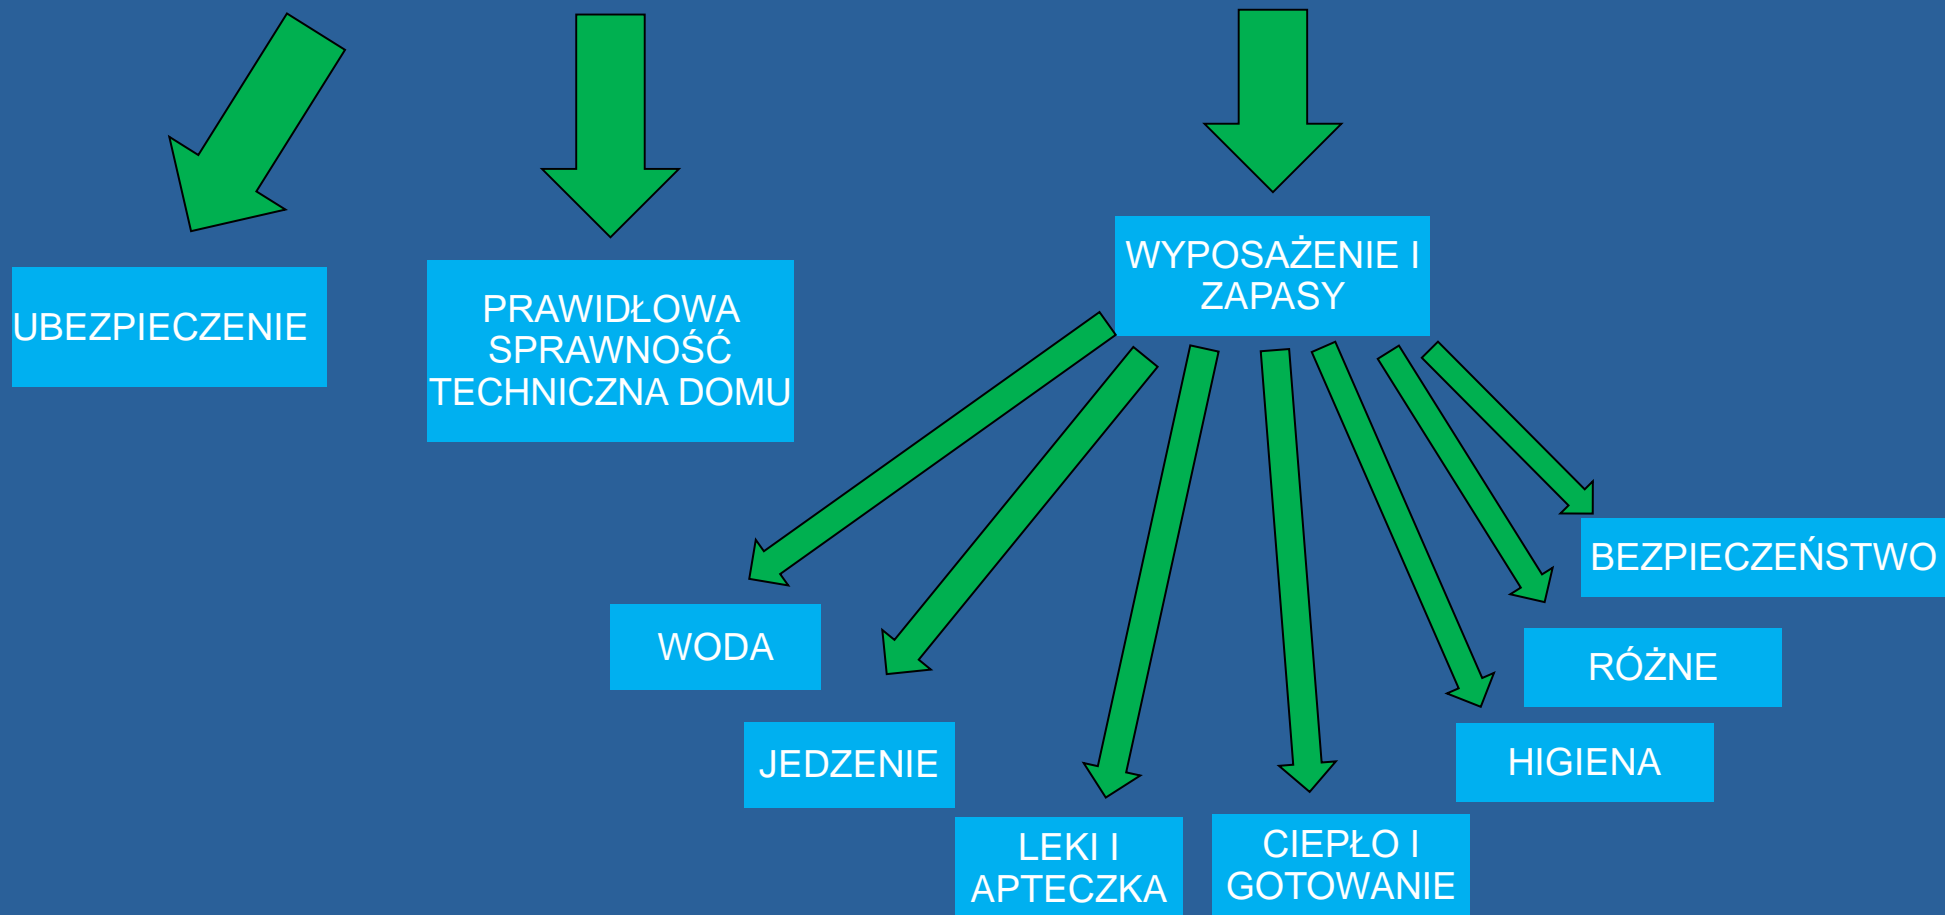 UBEZPIECZENIE
PRAWIDŁOWA
SPRAWNOŚĆ
TECHNICZNA DOMU
WYPOSAŻENIE I
ZAPASY
WODA
JEDZENIE
LEKI I
APTECZKA
CIEPŁO I
GOTOWANIE
HIGIENA
RÓŻNE
BEZPIECZEŃSTWO